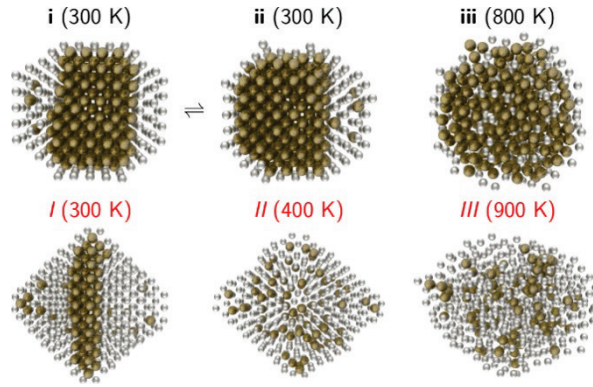 i (300 K) ii (300 K) iii (800 K)
⇌
I (300 K) II (400 K) III (900 K)